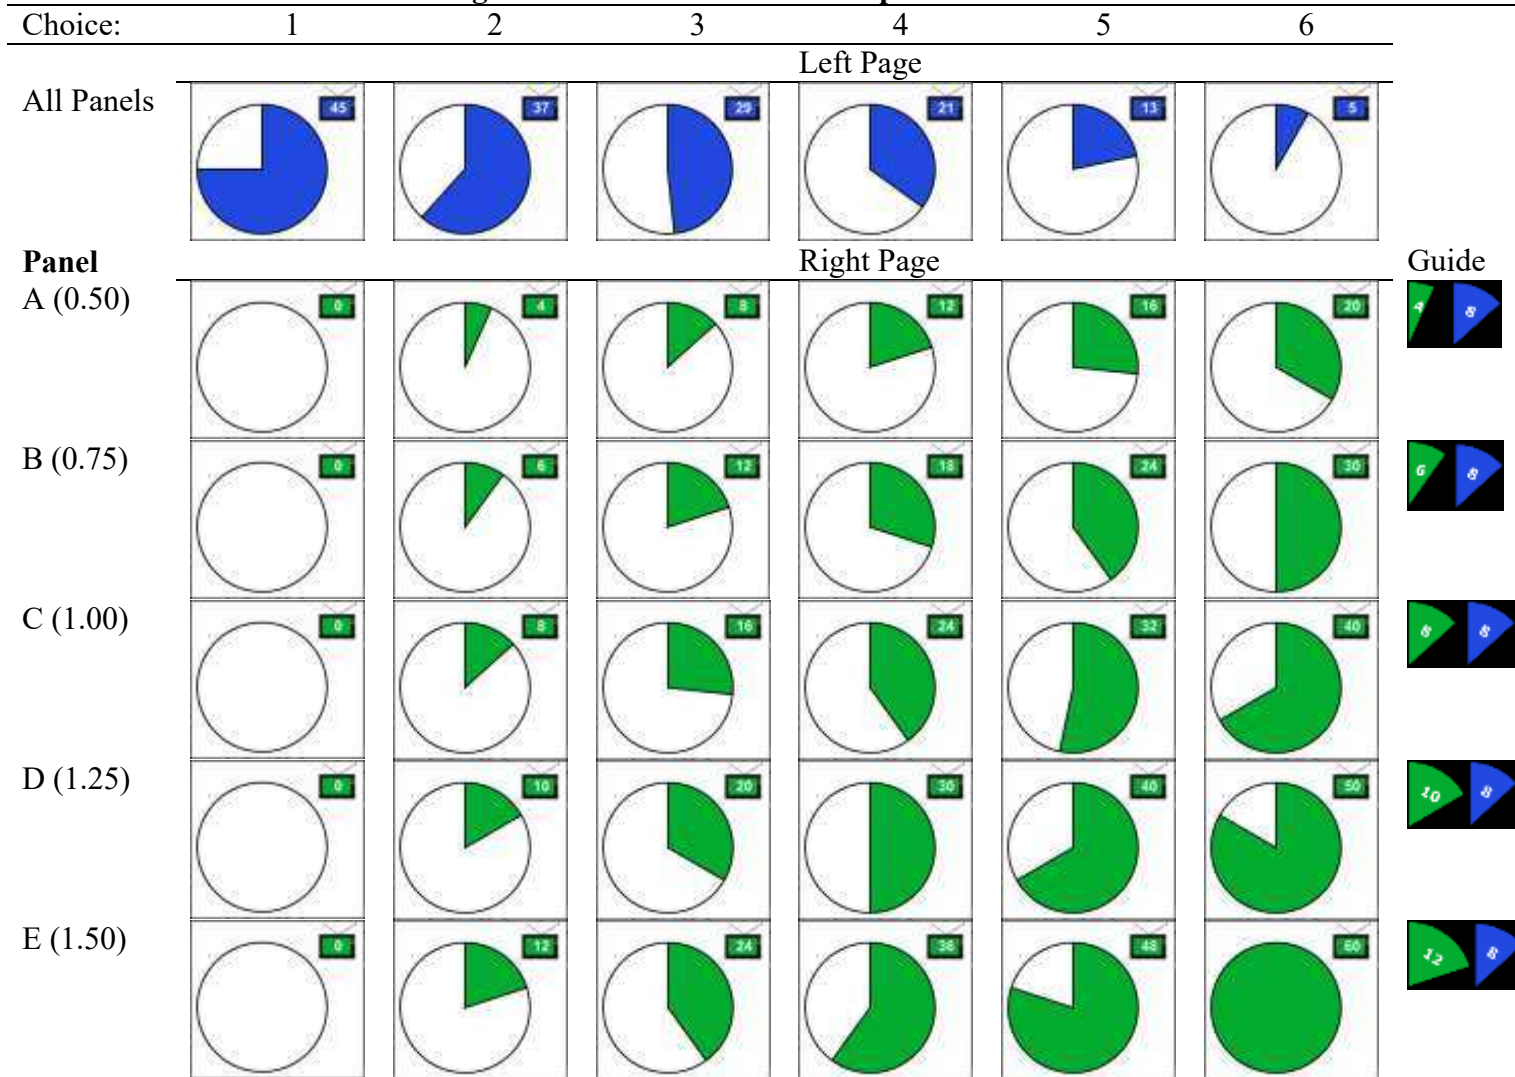 Choice: 1 2 3 4 5 6
Left Page
All Panels 45 37 29 21 13 5
Panel Right Page Guide
A (0.50) 0 4 8 12 16 20 4 8
B (0.75) 0 6 12 18 24 30 6 8
C (1.00) 0 8 16 24 32 40 8 8
D (1.25) 0 10 20 30 40 50 10 8
E (1.50) 0 12 24 36 48 60 12 8